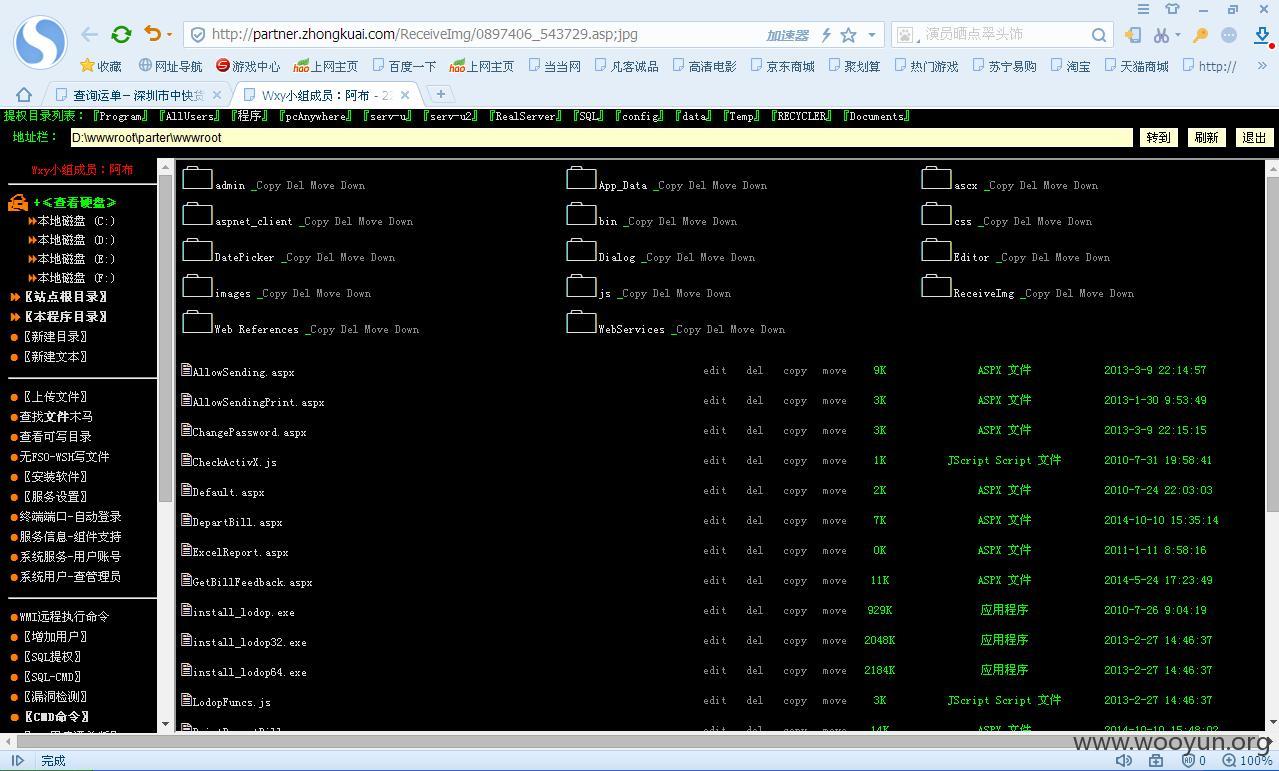 http://partner.zhongkuai.com/ReceiveImg/0897406_543729.asp;jpg
加速器
演员晒点翠头饰
收藏 网址导航 游戏中心 上网主页 百度一下 上网主页 当当网 凡客诚品 高清电影 京东商城 聚划算 热门游戏 苏宁易购 淘宝 天猫商城 http://
查询运单 – 深圳市中快货
Wxy小组成员：阿布 - 2
提权目录列表：『Program』 『AllUsers』 『程序』 『pcAnywhere』 『serv-u』 『serv-u2』 『RealServer』 『SQL』 『config』 『data』 『Temp』 『RECYCLER』 『Documents』
地址栏： D:\wwwroot\parter\wwwroot 转到 刷新 退出
Wxy小组成员：阿布
+≮查看硬盘≯
本地磁盘 (C:)
本地磁盘 (D:)
本地磁盘 (E:)
本地磁盘 (F:)
〖站点根目录〗
〖本程序目录〗
〖新建目录〗
〖新建文本〗
〖上传文件〗
查找文件木马
查看可写目录
无FSO-WSH写文件
〖安装软件〗
〖服务设置〗
终端端口-自动登录
服务信息-组件支持
系统服务-用户账号
系统用户-查管理员
WMI远程执行命令
〖增加用户〗
〖SQL提权〗
〖SQL-CMD〗
〖漏洞检测〗
〖CMD命令〗
admin _Copy Del Move Down
App_Data _Copy Del Move Down
ascx _Copy Del Move Down
aspnet_client _Copy Del Move Down
bin _Copy Del Move Down
css _Copy Del Move Down
DatePicker _Copy Del Move Down
Dialog _Copy Del Move Down
Editor _Copy Del Move Down
images _Copy Del Move Down
js _Copy Del Move Down
ReceiveImg _Copy Del Move Down
Web References _Copy Del Move Down
WebServices _Copy Del Move Down
AllowSending.aspx edit del copy move 9K ASPX 文件 2013-3-9 22:14:57
AllowSendingPrint.aspx edit del copy move 3K ASPX 文件 2013-1-30 9:53:49
ChangePassword.aspx edit del copy move 3K ASPX 文件 2013-3-9 22:15:15
CheckActivX.js edit del copy move 1K JScript Script 文件 2010-7-31 19:58:41
Default.aspx edit del copy move 2K ASPX 文件 2010-7-24 22:03:03
DepartBill.aspx edit del copy move 7K ASPX 文件 2014-10-10 15:35:14
ExcelReport.aspx edit del copy move 0K ASPX 文件 2011-1-11 8:58:16
GetBillFeedback.aspx edit del copy move 11K ASPX 文件 2014-5-24 17:23:49
install_lodop.exe edit del copy move 929K 应用程序 2010-7-26 9:04:19
install_lodop32.exe edit del copy move 2048K 应用程序 2013-2-27 14:46:37
install_lodop64.exe edit del copy move 2184K 应用程序 2013-2-27 14:46:37
LodopFuncs.js edit del copy move 3K JScript Script 文件 2013-2-27 14:46:37
edit del copy move 14K ASPX 文件 2014-10-10 15:48:02
www.wooyun.org
完成
0
100%